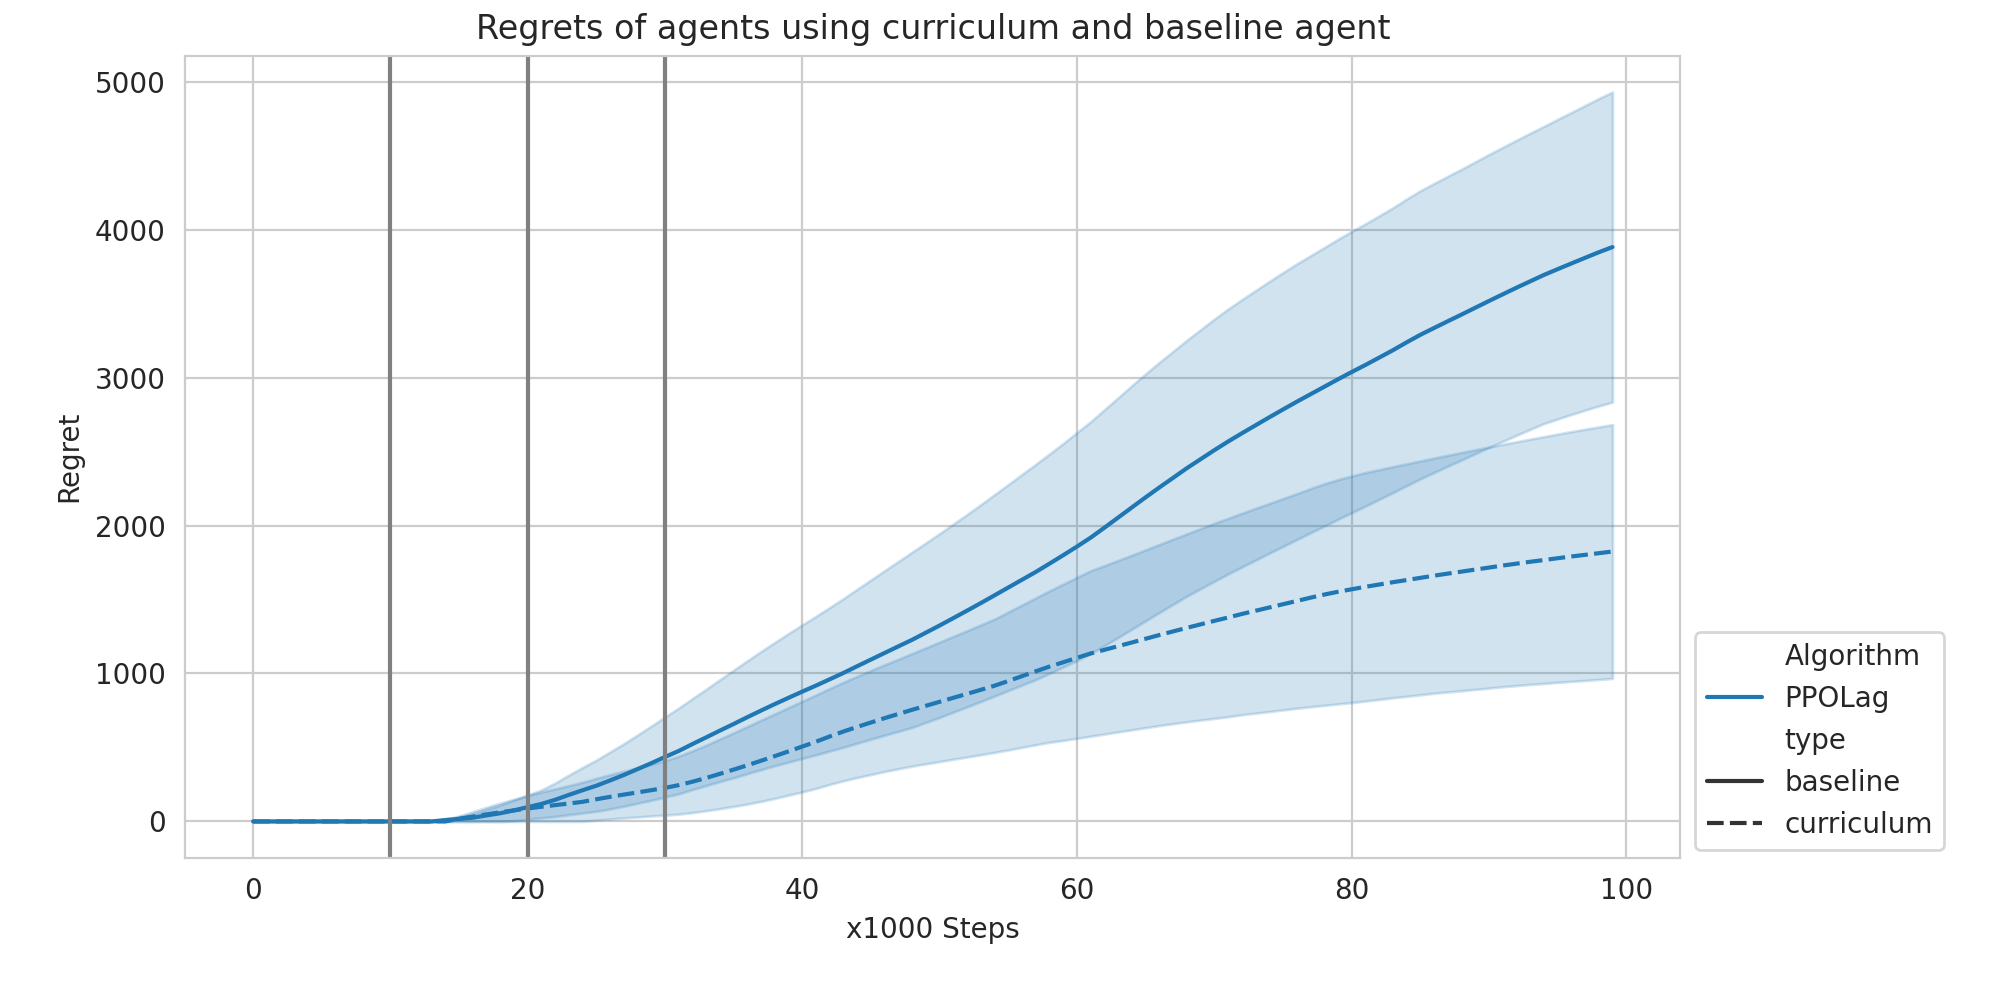 Regrets of agents using curriculum and baseline agent
5000
4000
3000
2000
1000
0
Regret
0 20 40 60 80 100
x1000 Steps
Algorithm
PPOLag
type
baseline
curriculum